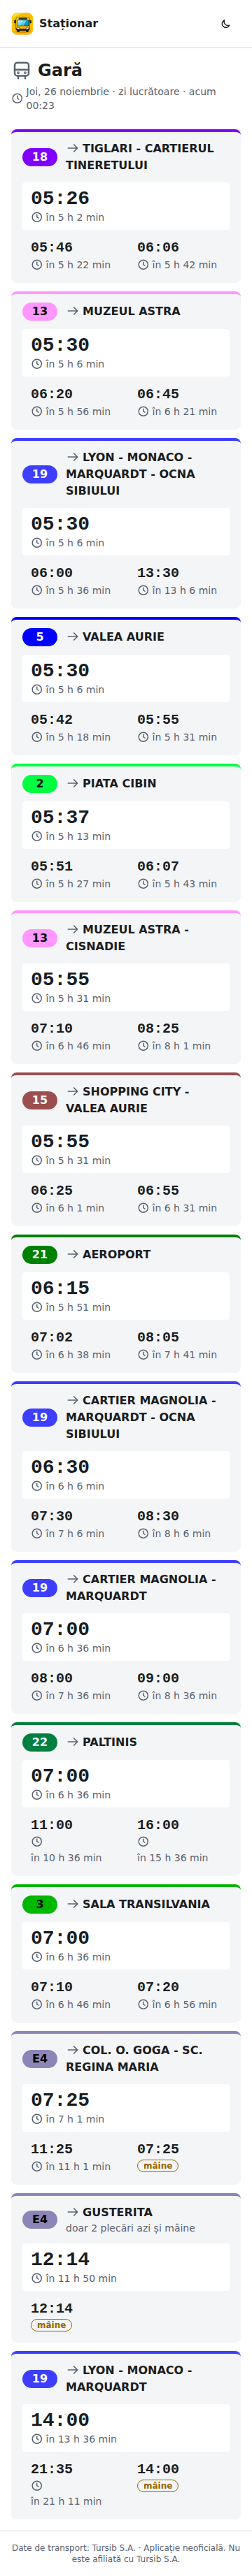 Staționar
Gară
Joi, 26 noiembrie · zi lucrătoare · acum
00:23
18 → TIGLARI - CARTIERUL
TINERETULUI
05:26
în 5 h 2 min
05:46 06:06
în 5 h 22 min în 5 h 42 min
13 → MUZEUL ASTRA
05:30
în 5 h 6 min
06:20 06:45
în 5 h 56 min în 6 h 21 min
→ LYON - MONACO -
19 MARQUARDT - OCNA
SIBIULUI
05:30
în 5 h 6 min
06:00 13:30
în 5 h 36 min în 13 h 6 min
5 → VALEA AURIE
05:30
în 5 h 6 min
05:42 05:55
în 5 h 18 min în 5 h 31 min
2 → PIATA CIBIN
05:37
în 5 h 13 min
05:51 06:07
în 5 h 27 min în 5 h 43 min
13 → MUZEUL ASTRA -
CISNADIE
05:55
în 5 h 31 min
07:10 08:25
în 6 h 46 min în 8 h 1 min
15 → SHOPPING CITY -
VALEA AURIE
05:55
în 5 h 31 min
06:25 06:55
în 6 h 1 min în 6 h 31 min
21 → AEROPORT
06:15
în 5 h 51 min
07:02 08:05
în 6 h 38 min în 7 h 41 min
→ CARTIER MAGNOLIA -
19 MARQUARDT - OCNA
SIBIULUI
06:30
în 6 h 6 min
07:30 08:30
în 7 h 6 min în 8 h 6 min
19 → CARTIER MAGNOLIA -
MARQUARDT
07:00
în 6 h 36 min
08:00 09:00
în 7 h 36 min în 8 h 36 min
22 → PALTINIS
07:00
în 6 h 36 min
11:00 16:00
în 10 h 36 min în 15 h 36 min
3 → SALA TRANSILVANIA
07:00
în 6 h 36 min
07:10 07:20
în 6 h 46 min în 6 h 56 min
E4 → COL. O. GOGA - SC.
REGINA MARIA
07:25
în 7 h 1 min
11:25 07:25
în 11 h 1 min mâine
E4 → GUSTERITA
doar 2 plecări azi și mâine
12:14
în 11 h 50 min
12:14
mâine
19 → LYON - MONACO -
MARQUARDT
14:00
în 13 h 36 min
21:35 14:00
în 21 h 11 min mâine
Date de transport: Tursib S.A. · Aplicație neoficială. Nu
este afiliată cu Tursib S.A.